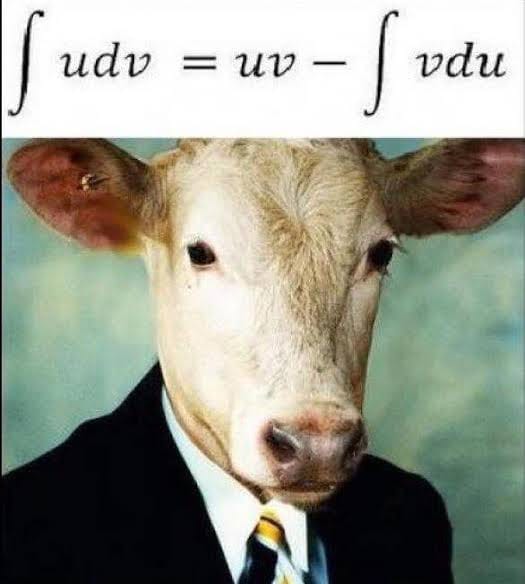 ∫ udv = uv − ∫ vdu